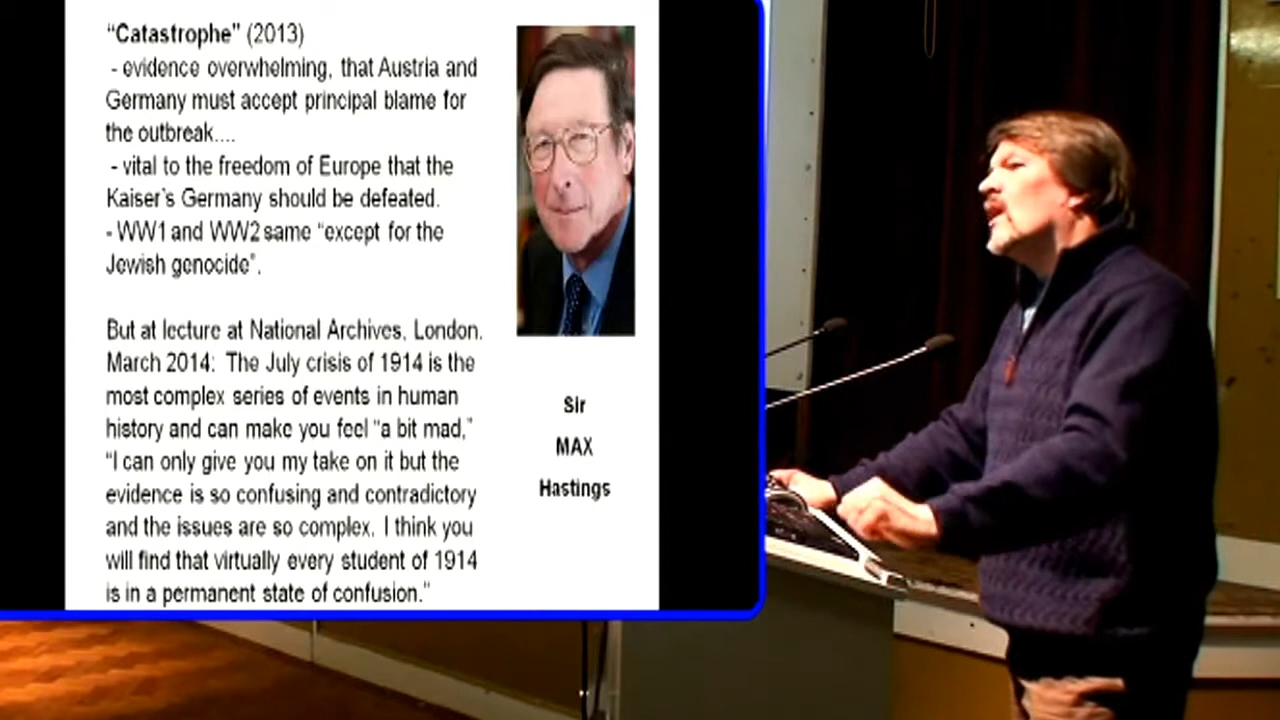 “Catastrophe” (2013)
- evidence overwhelming, that Austria and
Germany must accept principal blame for
the outbreak....
- vital to the freedom of Europe that the
Kaiser's Germany should be defeated.
- WW1 and WW2 same “except for the
Jewish genocide”.
But at lecture at National Archives, London.
March 2014: The July crisis of 1914 is the
most complex series of events in human
history and can make you feel “a bit mad,”
“I can only give you my take on it but the
evidence is so confusing and contradictory
and the issues are so complex. I think you
will find that virtually every student of 1914
is in a permanent state of confusion.”
Sir
MAX
Hastings